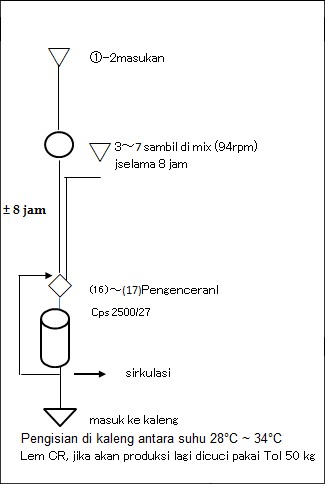 ①-2masukan
3～7 sambil di mix (94rpm)
jselama 8 jam
± 8 jam
(16)～(17)Pengenceranl
Cps 2500/27
sirkulasi
masuk ke kaleng
Pengisian di kaleng antara suhu 28°C ~ 34°C
Lem CR, jika akan produksi lagi dicuci pakai Tol 50 kg